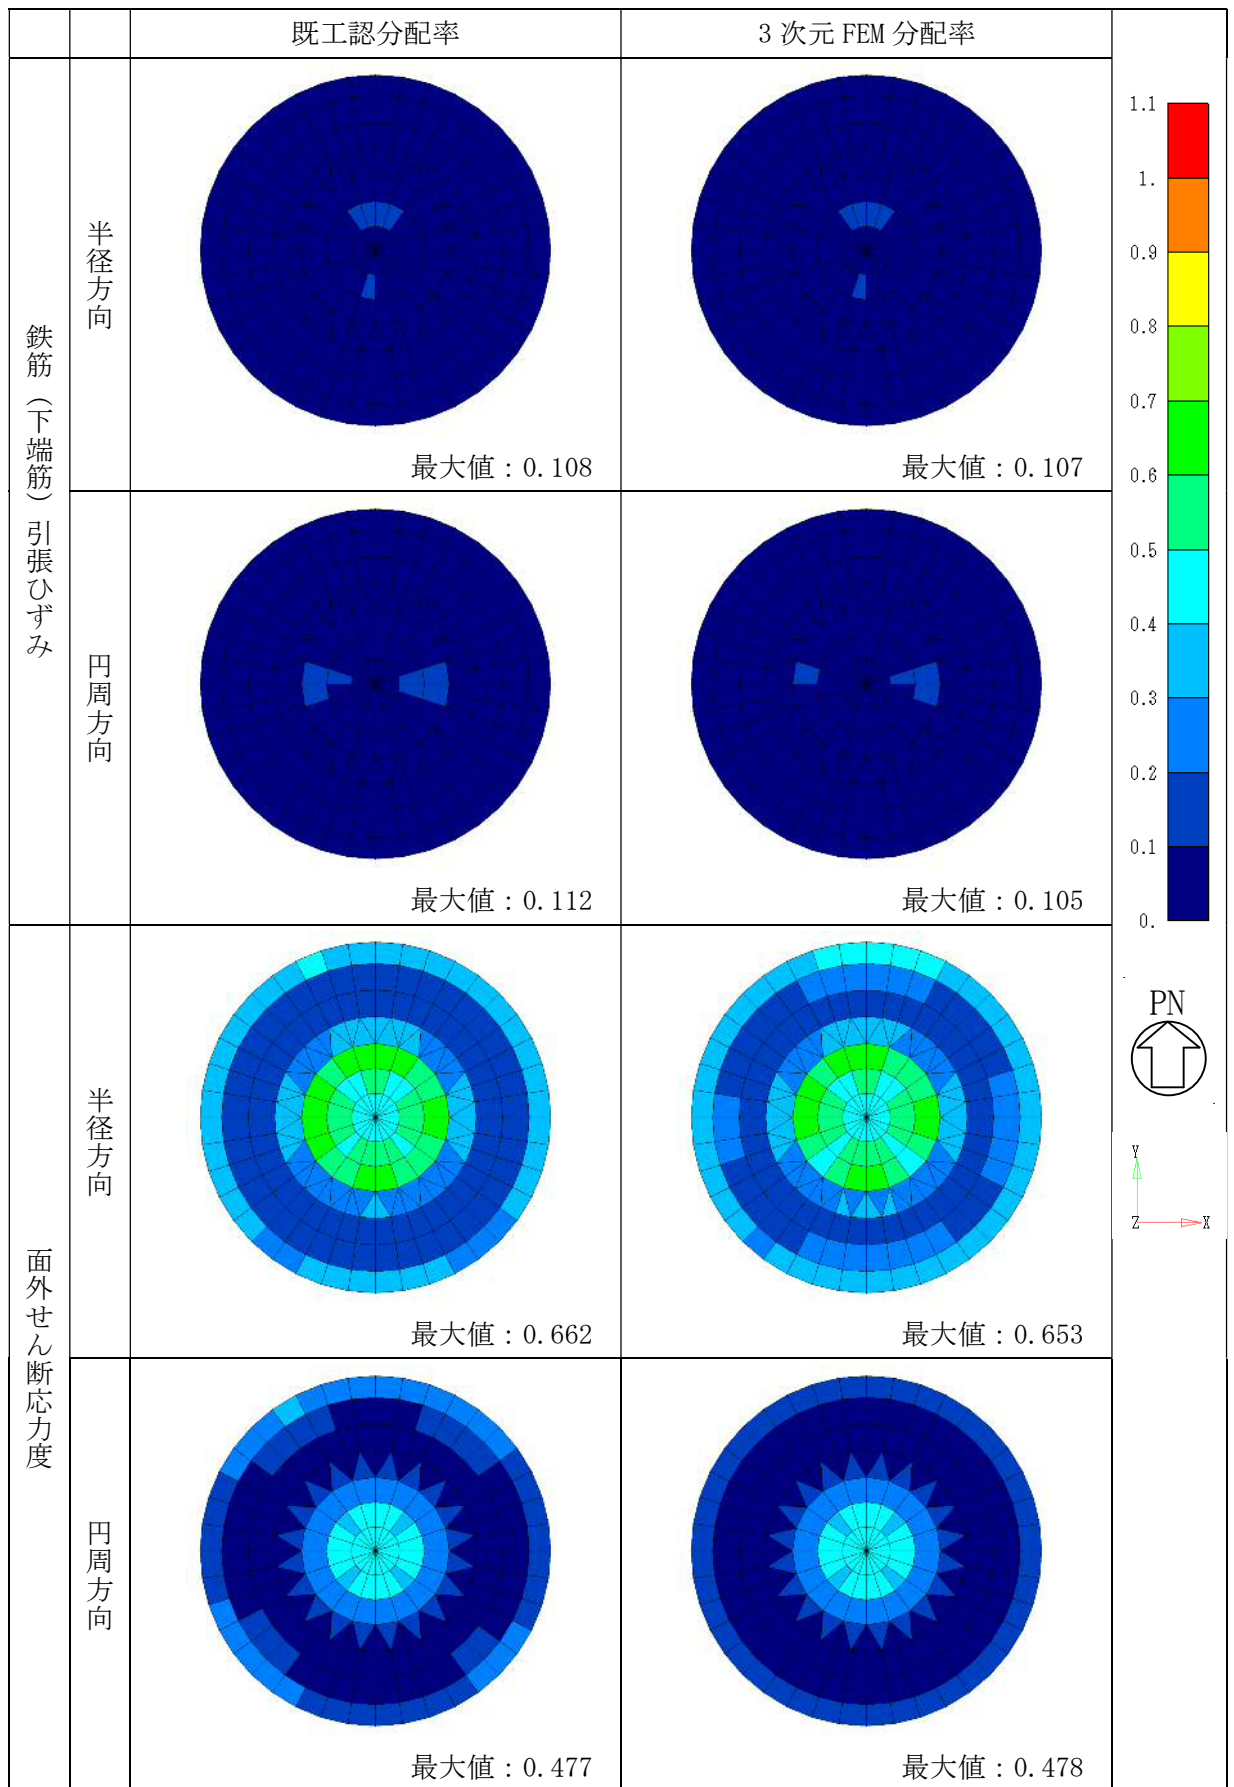 既工認分配率
3 次元 FEM 分配率
鉄筋（下端筋）引張ひずみ
半径方向
最大値：0.108
最大値：0.107
円周方向
最大値：0.112
最大値：0.105
面外せん断応力度
半径方向
最大値：0.662
最大値：0.653
円周方向
最大値：0.477
最大値：0.478
1.1
1.
0.9
0.8
0.7
0.6
0.5
0.4
0.3
0.2
0.1
0.
PN
Y
Z
X